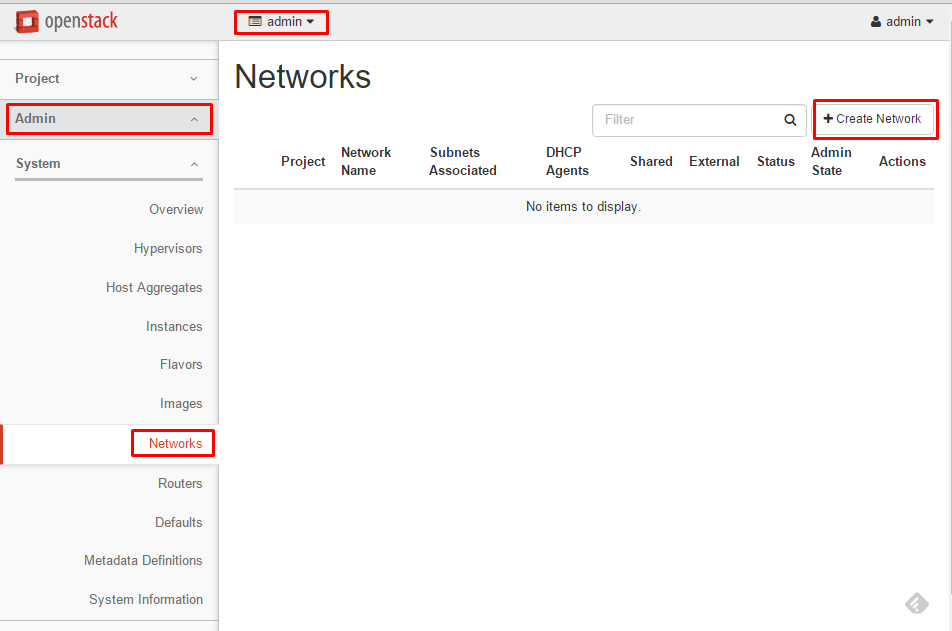 openstack
admin
admin
Project
Admin
System
Overview
Hypervisors
Host Aggregates
Instances
Flavors
Images
Networks
Routers
Defaults
Metadata Definitions
System Information
Networks
Filter
+ Create Network
Project
Network
Name
Subnets
Associated
DHCP
Agents
Shared
External
Status
Admin
State
Actions
No items to display.